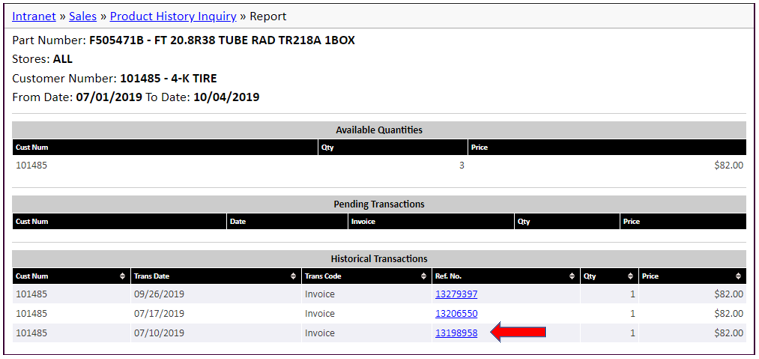 Intranet » Sales » Product History Inquiry » Report
Part Number: F505471B - FT 20.8R38 TUBE RAD TR218A 1BOX
Stores: ALL
Customer Number: 101485 - 4-K TIRE
From Date: 07/01/2019 To Date: 10/04/2019
Available Quantities
Cust Num Qty Price
101485 3 $82.00
Pending Transactions
Cust Num Date Invoice Qty Price
Historical Transactions
Cust Num Trans Date Trans Code Ref. No. Qty Price
101485 09/26/2019 Invoice 13279397 1 $82.00
101485 07/17/2019 Invoice 13206550 1 $82.00
101485 07/10/2019 Invoice 13198958 1 $82.00